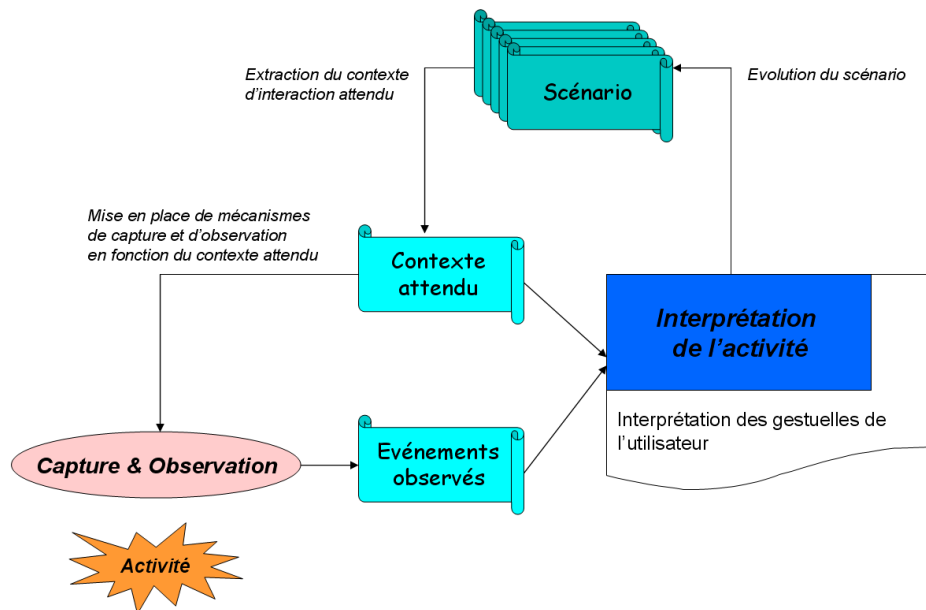 Extraction du contexte
d'interaction attendu
Scénario
Evolution du scénario
Mise en place de mécanismes
de capture et d'observation
en fonction du contexte attendu
Contexte
attendu
Interprétation
de l'activité
Interprétation des gestuelles de
l'utilisateur
Capture & Observation
Evénements
observés
Activité